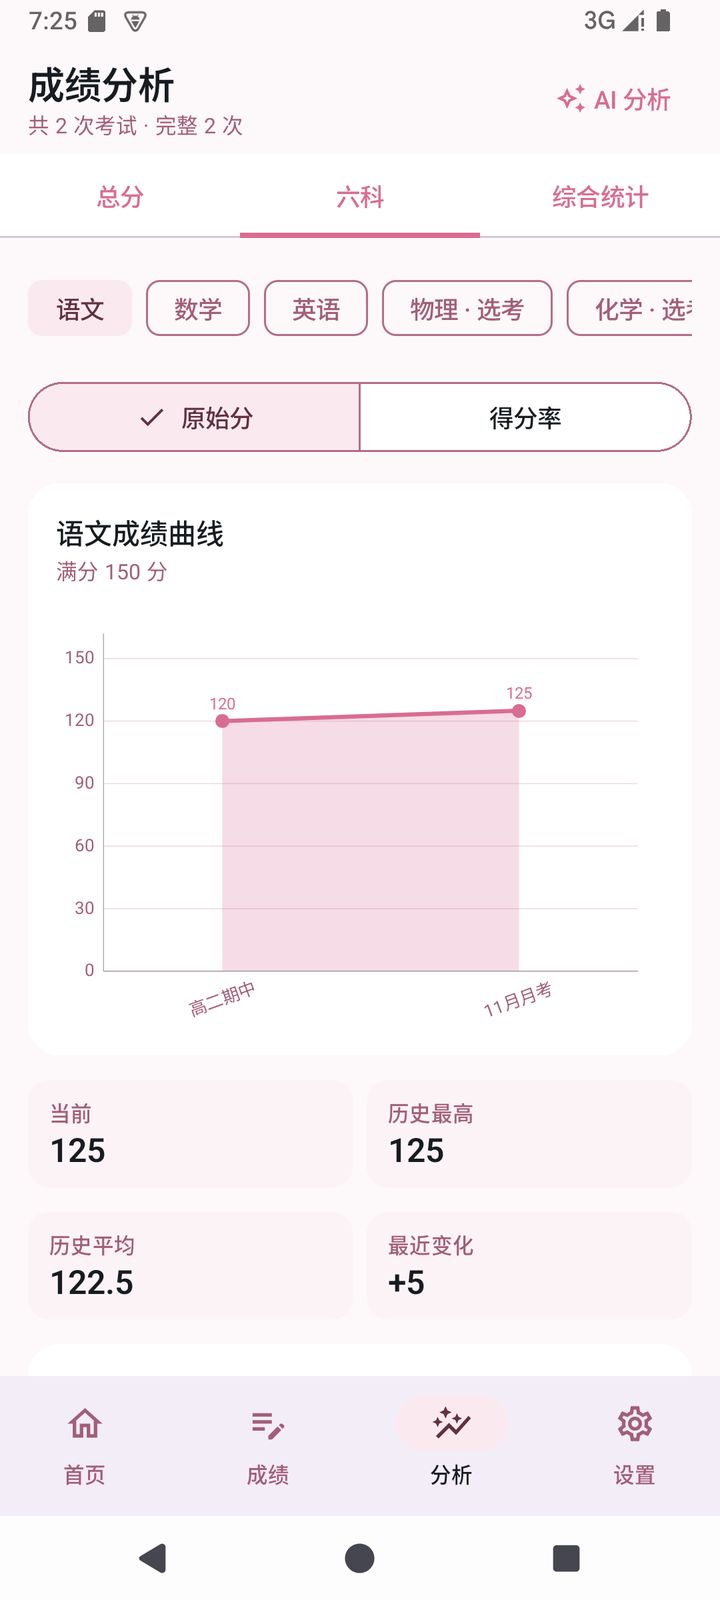 7:25
3G
成绩分析
共 2 次考试 · 完整 2 次
AI 分析
总分
六科
综合统计
语文
数学
英语
物理 · 选考
化学 · 选
原始分
得分率
语文成绩曲线
满分 150 分
150
120
90
60
30
0
120
125
高二期中
11月月考
当前
125
历史最高
125
历史平均
122.5
最近变化
+5
首页
成绩
分析
设置